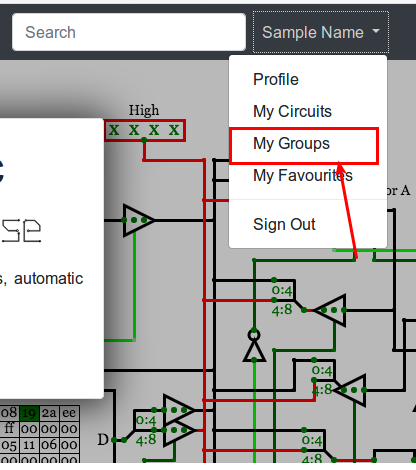 Search
Sample Name
Profile
My Circuits
My Groups
My Favourites
Sign Out
High
X X X X
or A
s, automatic
0:4
4:8
0:4
4:8
08 19 2a ee
ff 00 00 00
05 11 06 00
00 00 00
D
0:4
4:8
0:4
4:8